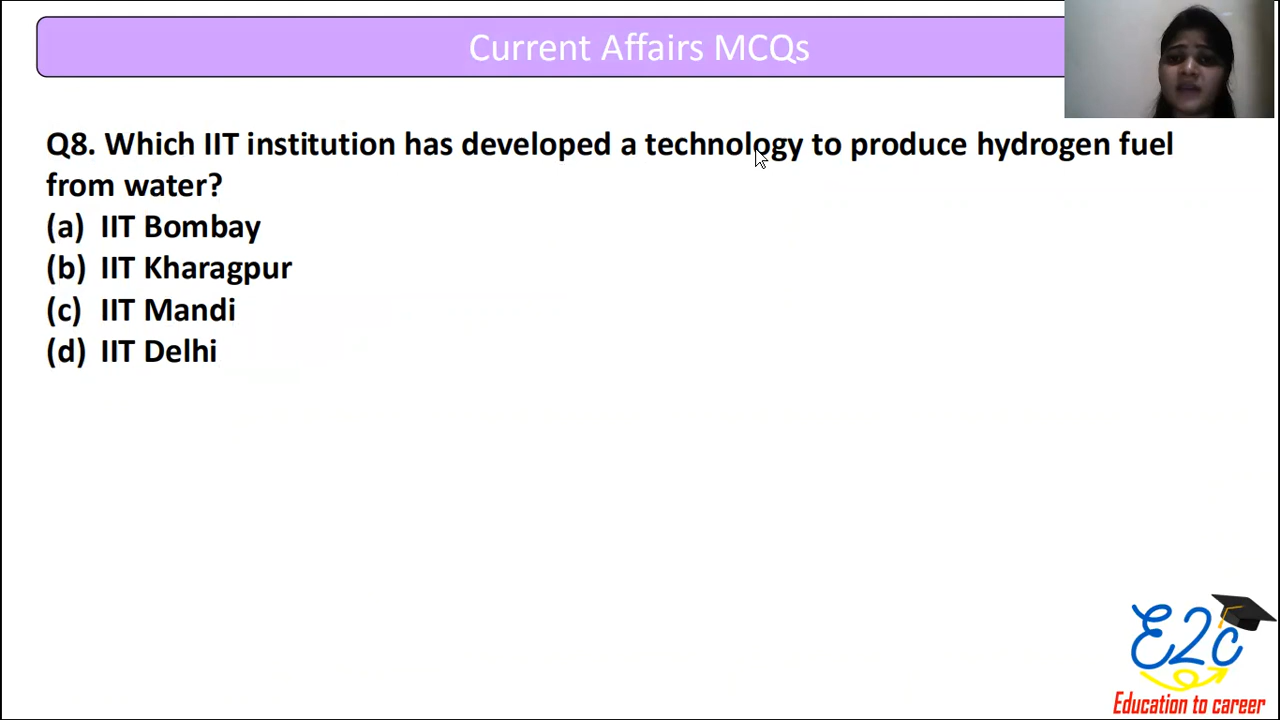 Current Affairs MCQs
Q8. Which IIT institution has developed a technology to produce hydrogen fuel
from water?
(a) IIT Bombay
(b) IIT Kharagpur
(c) IIT Mandi
(d) IIT Delhi
E2c
Education to career